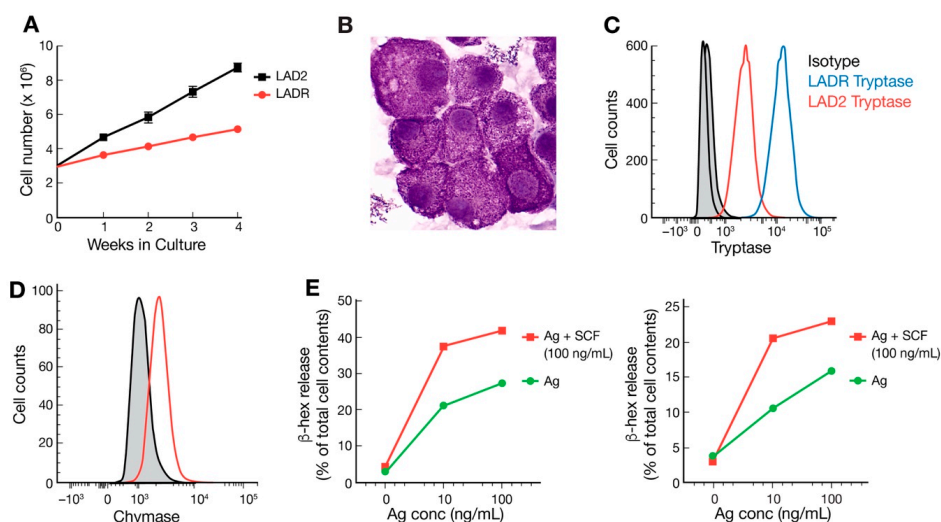 A
Cell number (x 10⁶)
10
8
6
4
2
0
0 1 2 3 4
Weeks in Culture
LAD2
LADR
B
C
Cell counts
600
400
200
0
−10³ 0 10³ 10⁴ 10⁵
Tryptase
Isotype
LADR Tryptase
LAD2 Tryptase
D
Cell counts
100
80
60
40
20
0
−10³ 0 10³ 10⁴ 10⁵
Chymase
E
β-hex release
(% of total cell contents)
50
40
30
20
10
0
0 10 100
Ag conc (ng/mL)
Ag + SCF
(100 ng/mL)
Ag
β-hex release
(% of total cell contents)
25
20
15
10
5
0
0 10 100
Ag conc (ng/mL)
Ag + SCF
(100 ng/mL)
Ag